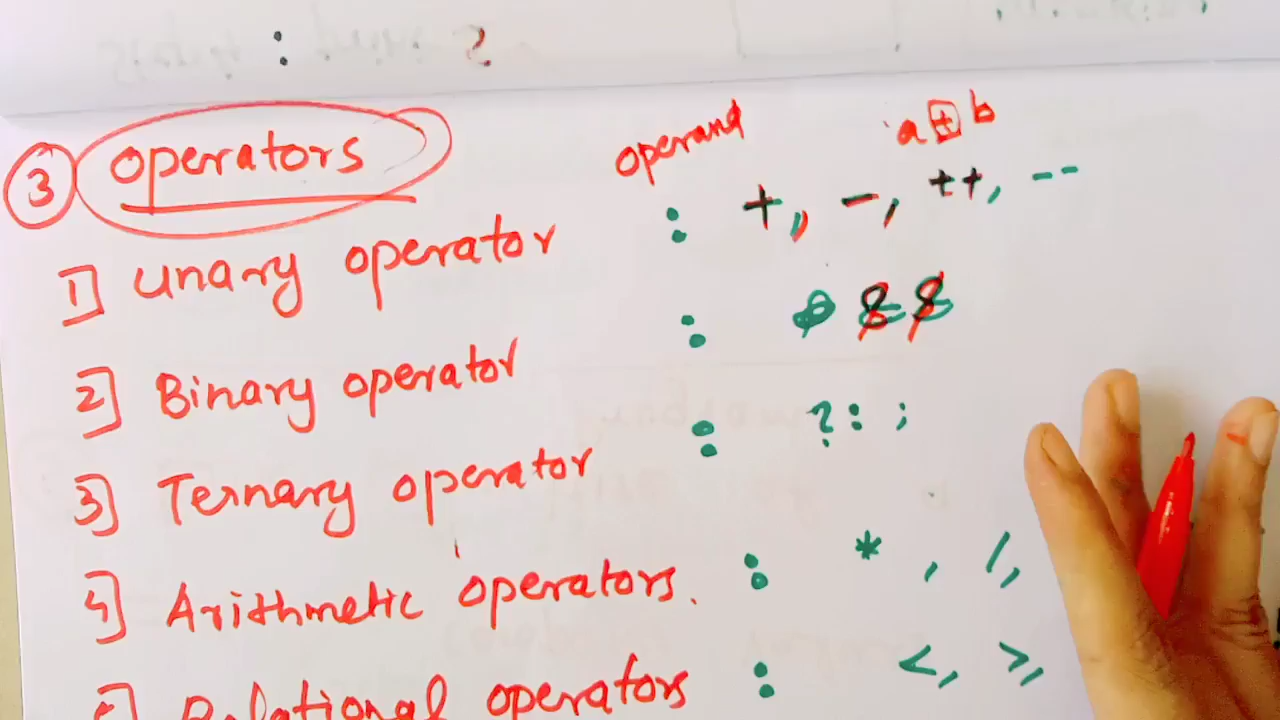 ? :
③ operators operand a + b
1] Unary operator : +, -, ++, --
2] Binary operator : &&
3] Ternary operator : ? : ;
4] Arithmetic operators. : * , /,
5] Relational operators : <, >,